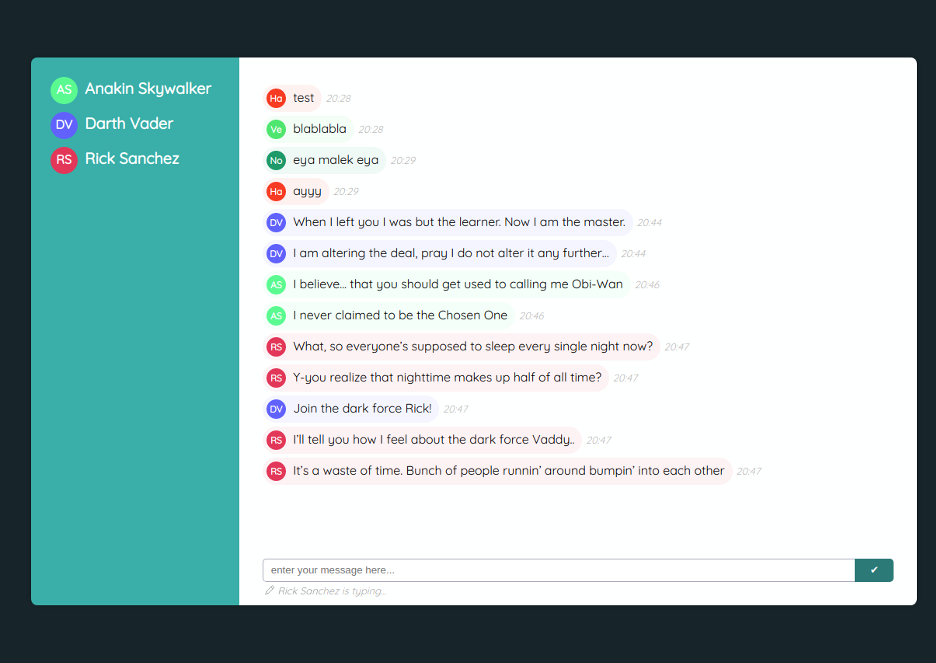 AS Anakin Skywalker
DV Darth Vader
RS Rick Sanchez
Ha test 20:28
Ve blablabla 20:28
No eya malek eya 20:29
Ha ayyy 20:29
DV When I left you I was but the learner. Now I am the master. 20:44
DV I am altering the deal, pray I do not alter it any further... 20:44
AS I believe... that you should get used to calling me Obi-Wan 20:46
AS I never claimed to be the Chosen One 20:46
RS What, so everyone's supposed to sleep every single night now? 20:47
RS Y-you realize that nighttime makes up half of all time? 20:47
DV Join the dark force Rick! 20:47
RS I'll tell you how I feel about the dark force Vaddy.. 20:47
RS It's a waste of time. Bunch of people runnin' around bumpin' into each other 20:47
enter your message here...
Rick Sanchez is typing...